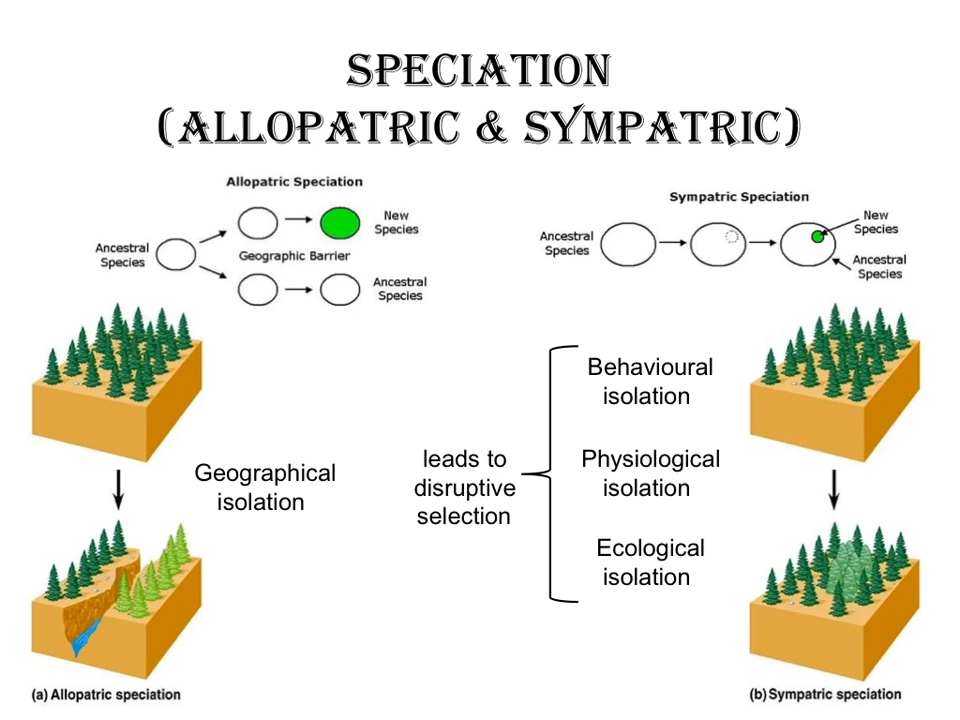 SPECIATION
(ALLOPATRIC & SYMPATRIC)
Allopatric Speciation
New
Species
Ancestral
Species
Geographic Barrier
Ancestral
Species
Sympatric Speciation
New
Species
Ancestral
Species
Ancestral
Species
Geographical
isolation
leads to
disruptive
selection
Behavioural
isolation
Physiological
isolation
Ecological
isolation
(a) Allopatric speciation
(b) Sympatric speciation